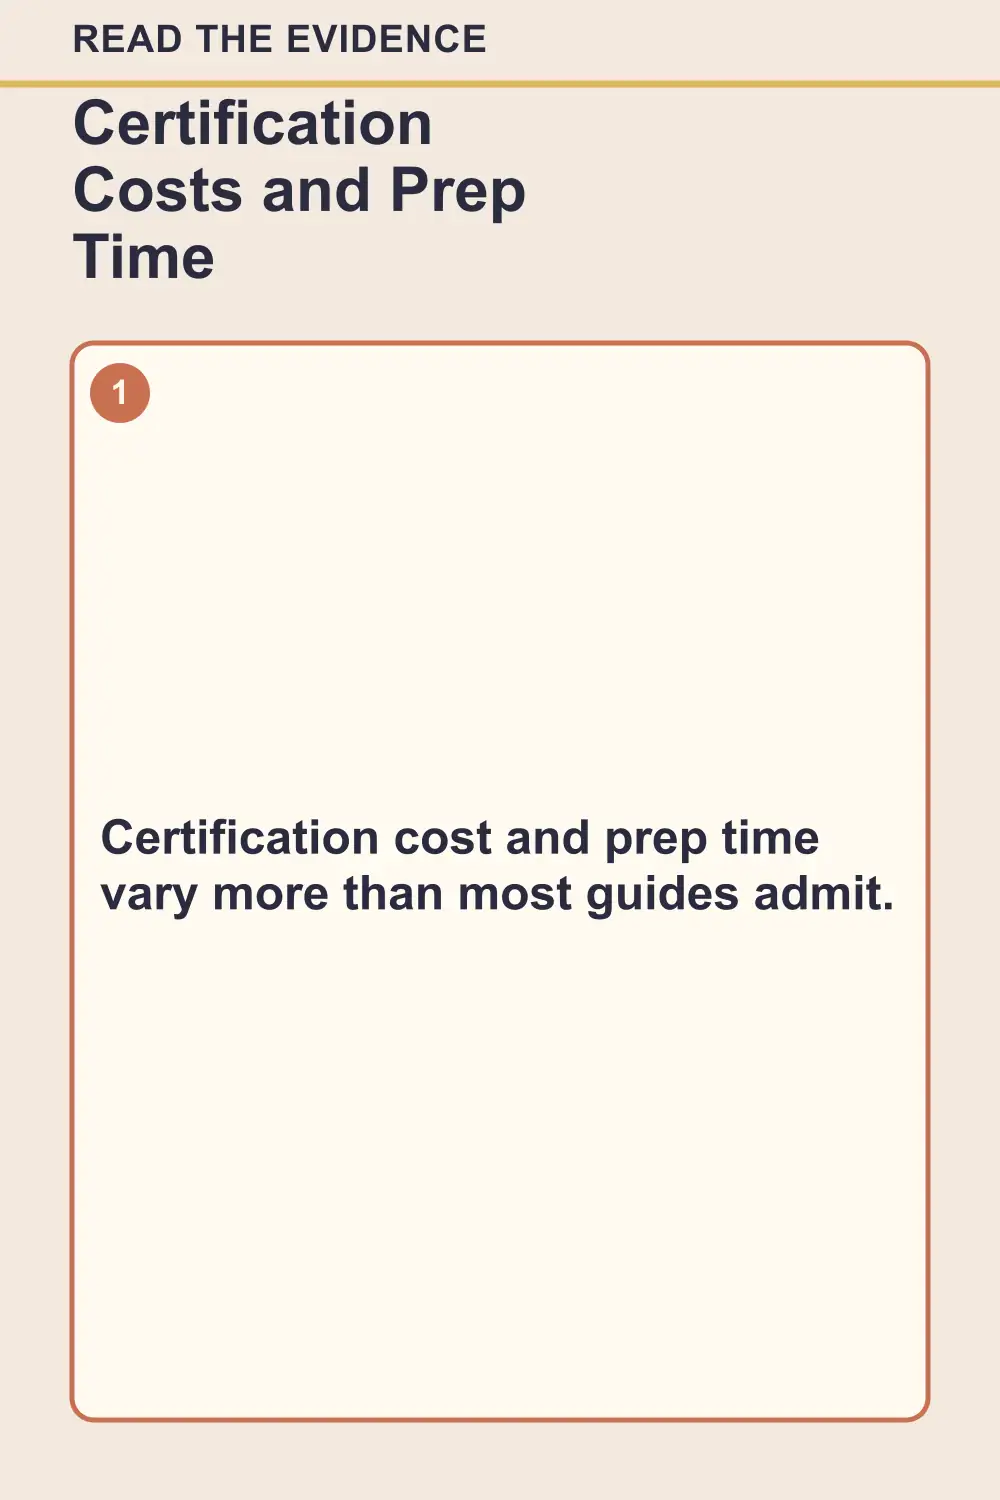 READ THE EVIDENCE
Certification
Costs and Prep
Time
1
Certification cost and prep time
vary more than most guides admit.